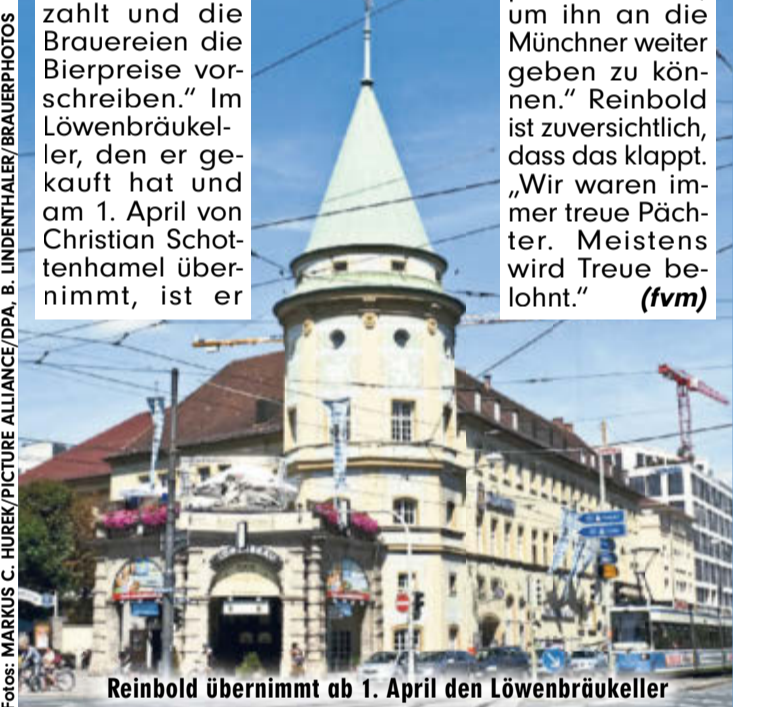 zahlt und die
Brauereien die
Bierpreise vor-
schreiben.“ Im
Löwenbräukel-
ler, den er ge-
kauft hat und
am 1. April von
Christian Schot-
tenhamel über-
nimmt, ist er
um ihn an die
Münchner weiter
geben zu kön-
nen.“ Reinbold
ist zuversichtlich,
dass das klappt.
„Wir waren im-
mer treue Päch-
ter. Meistens
wird Treue be-
lohnt.“ (fvm)
Reinbold übernimmt ab 1. April den Löwenbräukeller
Fotos: MARKUS C. HUREK/PICTURE ALLIANCE/DPA, B. LINDENTHALER/BRAUERPHOTOS